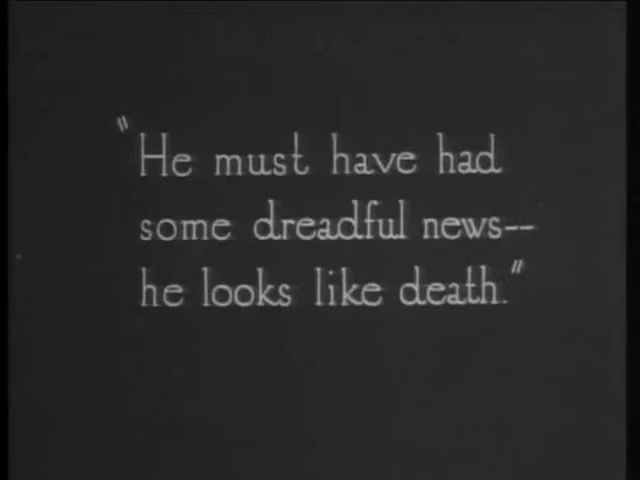 "He must have had
some dreadful news--
he looks like death."